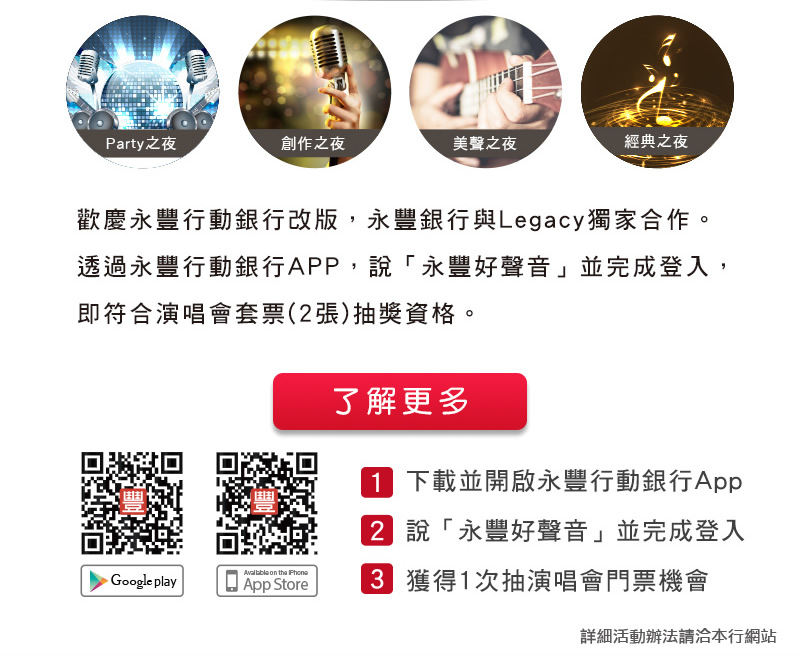 Party之夜
創作之夜
美聲之夜
經典之夜
歡慶永豐行動銀行改版，永豐銀行與Legacy獨家合作。
透過永豐行動銀行APP，說「永豐好聲音」並完成登入，
即符合演唱會套票(2張)抽獎資格。
了解更多
豐
豐
Google play
Available on the iPhone
App Store
1 下載並開啟永豐行動銀行App
2 說「永豐好聲音」並完成登入
3 獲得1次抽演唱會門票機會
詳細活動辦法請洽本行網站